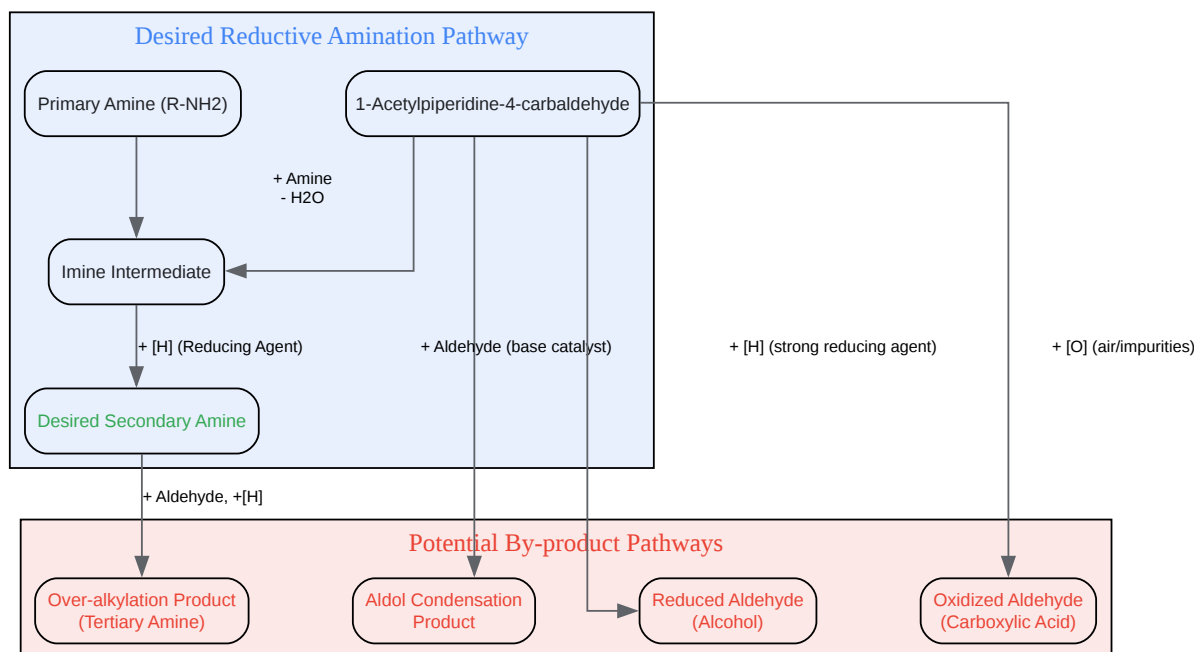 Desired Reductive Amination Pathway
Primary Amine (R-NH2)
1-Acetylpiperidine-4-carbaldehyde
+ Amine
- H2O
Imine Intermediate
+ [H] (Reducing Agent)
+ Aldehyde (base catalyst)
+ [H] (strong reducing agent)
+ [O] (air/impurities)
Desired Secondary Amine
+ Aldehyde, +[H]
Potential By-product Pathways
Over-alkylation Product
(Tertiary Amine)
Aldol Condensation
Product
Reduced Aldehyde
(Alcohol)
Oxidized Aldehyde
(Carboxylic Acid)